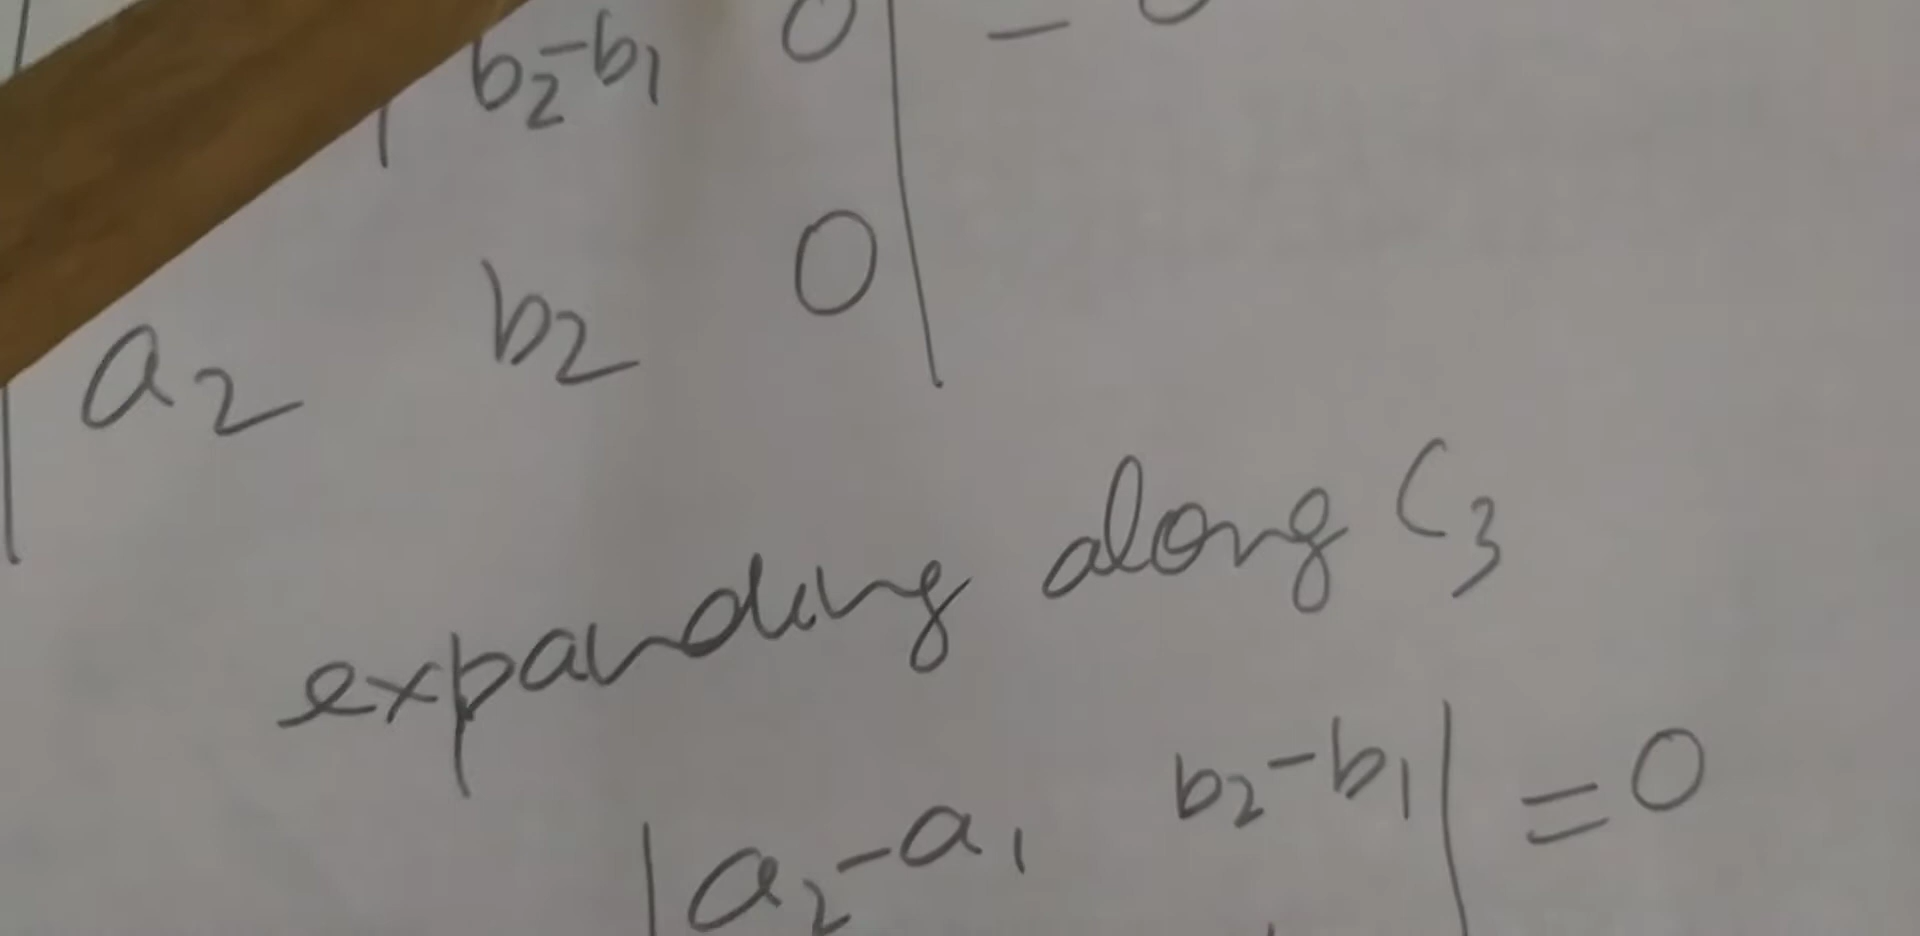 b₂-b₁ 0 | -
| a₂ b₂ 0 |
expanding along C₃
| a₂-a₁ b₂-b₁ | = 0